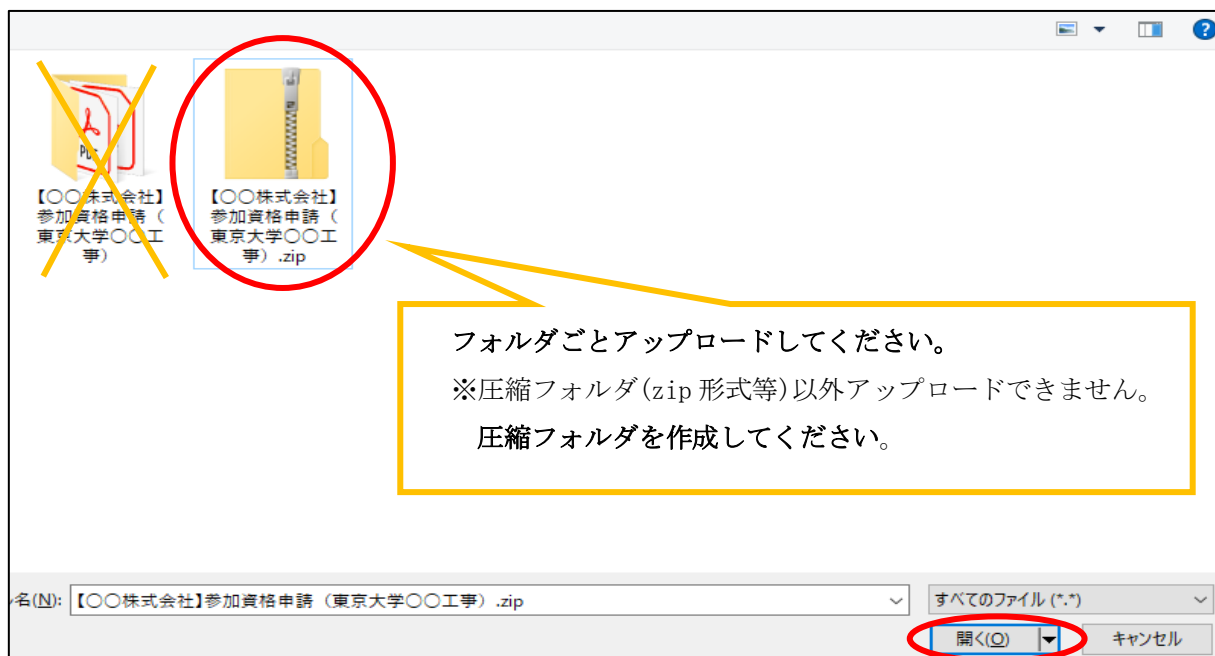 【〇〇株式会社】
参加資格申請（
東京大学〇〇工
事）
【〇〇株式会社】
参加資格申請（
東京大学〇〇工
事）.zip
フォルダごとアップロードしてください。
※圧縮フォルダ(zip 形式等)以外アップロードできません。
圧縮フォルダを作成してください。
名(N): 【〇〇株式会社】参加資格申請（東京大学〇〇工事）.zip すべてのファイル (*.*)
開く(O) キャンセル